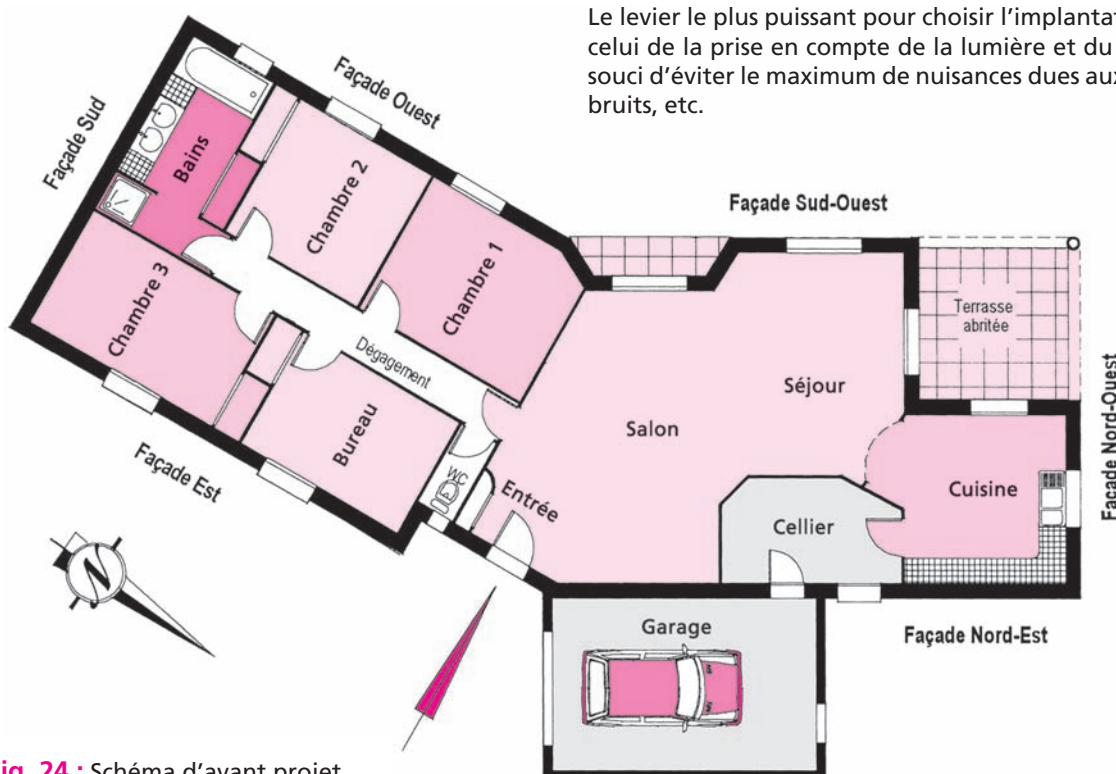 Le levier le plus puissant pour choisir l’implantat
celui de la prise en compte de la lumière et du
souci d’éviter le maximum de nuisances dues aux
bruits, etc.
Façade Ouest
Façade Sud
Bains
Chambre 2
Façade Sud-Ouest
Chambre 1
Chambre 3
Terrasse
abritée
Dégagement
Séjour
Façade Nord-Ouest
Salon
Bureau
Façade Est
WC
Entrée
Cuisine
Cellier
N
Garage
Façade Nord-Est
ig. 24 : Schéma d’avant projet